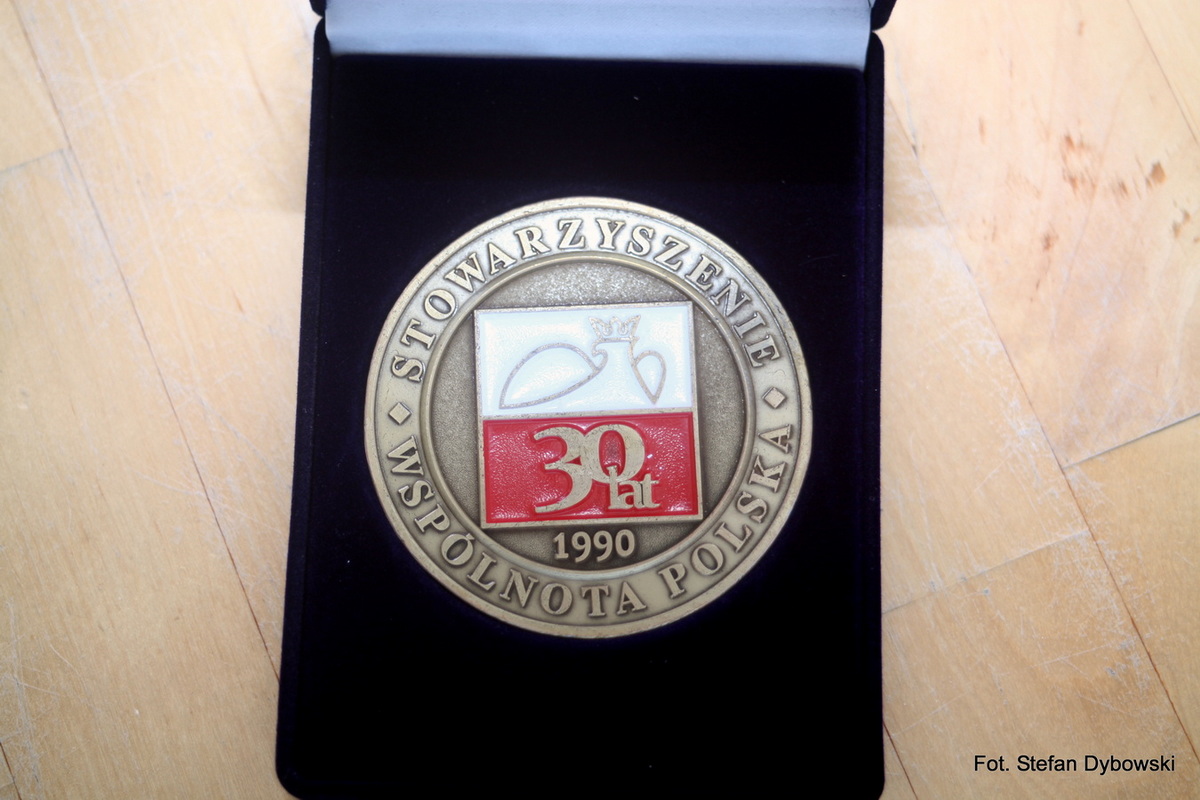 STOWARZYSZENIE
WSPÓLNOTA POLSKA
30 lat
1990
Fot. Stefan Dybowski